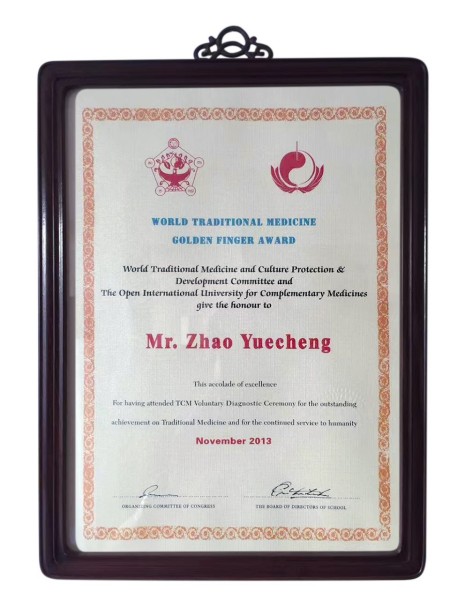 WORLD TRADITIONAL MEDICINE
GOLDEN FINGER AWARD
World Traditional Medicine and Culture Protection &
Development Committee and
The Open International University for Complementary Medicines
give the honour to
Mr. Zhao Yuecheng
This accolade of excellence
For having attended TCM Voluntary Diagnostic Ceremony for the outstanding
achievement on Traditional Medicine and for the continued service to humanity
November 2013
ORGANIZING COMMITTEE OF CONGRESS
THE BOARD OF DIRECTORS OF SCHOOL